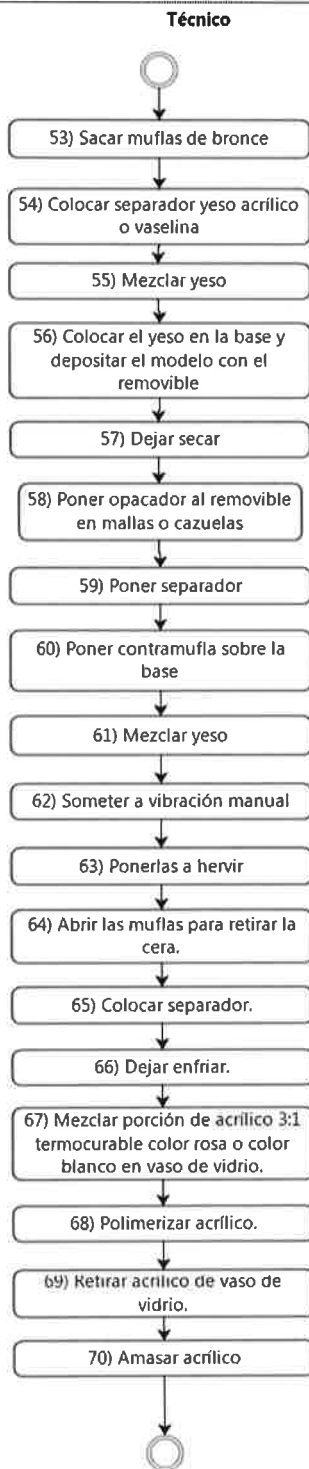 Técnico
53) Sacar muflas de bronce
54) Colocar separador yeso acrílico
o vaselina
55) Mezclar yeso
56) Colocar el yeso en la base y
depositar el modelo con el
removible
57) Dejar secar
58) Poner opacador al removible
en mallas o cazuelas
59) Poner separador
60) Poner contramufla sobre la
base
61) Mezclar yeso
62) Someter a vibración manual
63) Ponerlas a hervir
64) Abrir las muflas para retirar la
cera.
65) Colocar separador.
66) Dejar enfriar.
67) Mezclar porción de acrílico 3:1
termocurable color rosa o color
blanco en vaso de vidrio.
68) Polimerizar acrílico.
69) Retirar acrílico de vaso de
vidrio.
70) Amasar acrílico